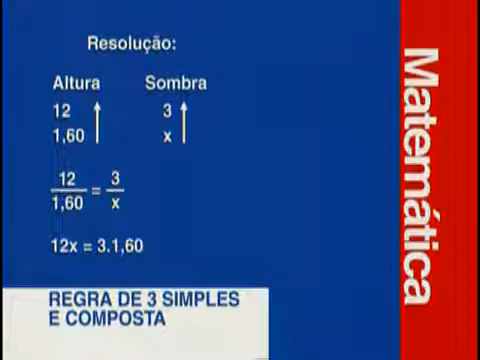 Resolução:
Altura Sombra
12 3
1,60 x
12 = 3
1,60 x
12x = 3.1,60
REGRA DE 3 SIMPLES
E COMPOSTA
Matemática